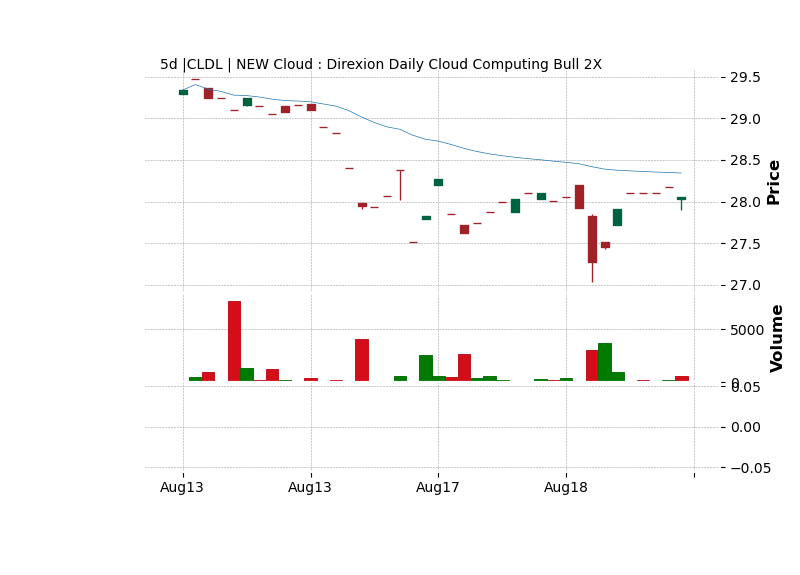 5d |CLDL | NEW Cloud : Direxion Daily Cloud Computing Bull 2X
29.5
29.0
28.5
28.0
27.5
27.0
Price
5000
0
Volume
0.05
0.00
−0.05
Aug13
Aug13
Aug17
Aug18